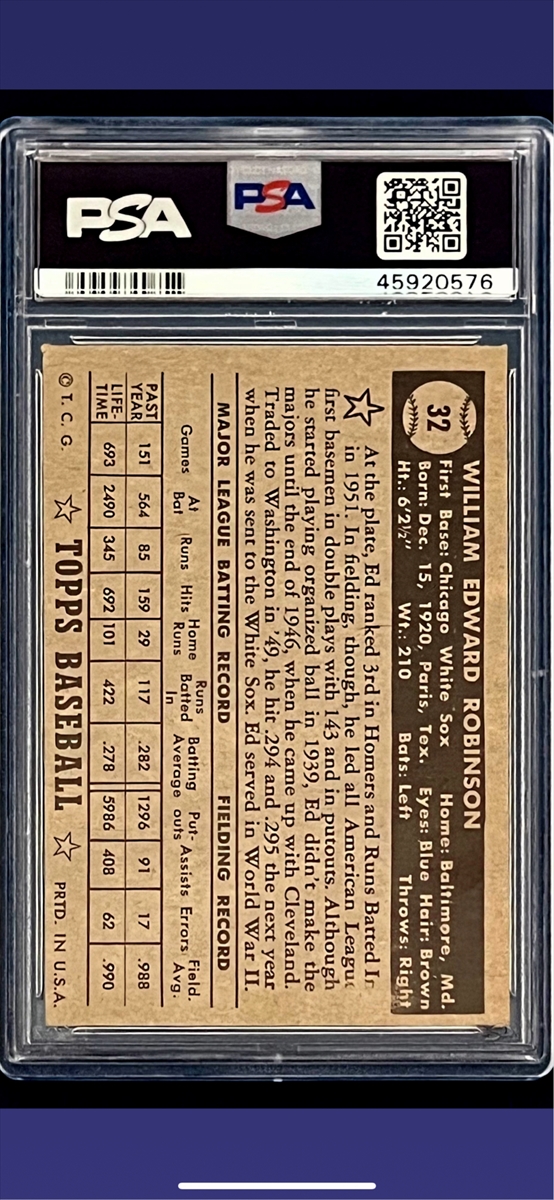 PSA
PSA
45920576
32
WILLIAM EDWARD ROBINSON
First Base: Chicago White Sox Home: Baltimore, Md.
Born: Dec. 15, 1920, Paris, Tex. Eyes: Blue Hair: Brown
Ht.: 6'2½" Wt.: 210 Bats: Left Throws: Right
At the plate, Ed ranked 3rd in Homers and Runs Batted In
in 1951. In fielding, though, he led all American League
first basemen in double plays with 143 and in putouts. Although
he started playing organized ball in 1939, Ed didn't make the
majors until the end of 1946, when he came up with Cleveland.
Traded to Washington in '49, he hit .294 and .295 the next year
when he was sent to the White Sox. Ed served in World War II.
MAJOR LEAGUE BATTING RECORD FIELDING RECORD
Games At Bat Runs Hits Home Runs Runs Batted In Batting Average Put-outs Assists Errors Field. Avg.
PAST YEAR 151 564 85 159 29 117 .282 1296 91 17 .988
LIFE-TIME 693 2490 345 692 101 422 .278 5986 408 62 .990
© T. C. G. ☆ TOPPS BASEBALL ☆ PRTD. IN U.S.A.